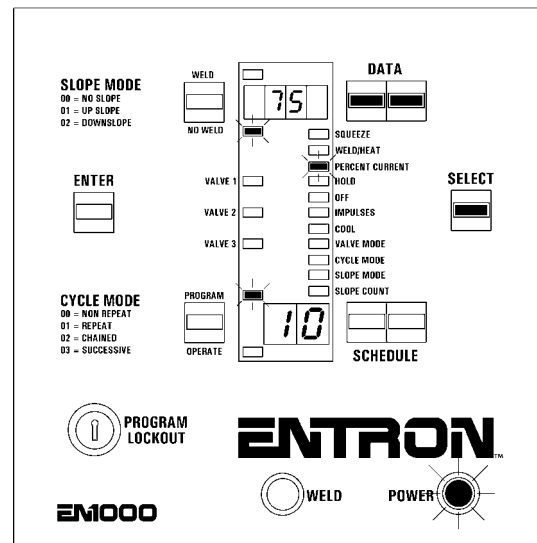 SLOPE MODE
00 = NO SLOPE
01 = UP SLOPE
02 = DOWNSLOPE
WELD
NO WELD
75
DATA
SQUEEZE
WELD/HEAT
PERCENT CURRENT
HOLD
OFF
IMPULSES
COOL
VALVE MODE
CYCLE MODE
SLOPE MODE
SLOPE COUNT
ENTER
VALVE 1
VALVE 2
VALVE 3
SELECT
CYCLE MODE
00 = NON REPEAT
01 = REPEAT
02 = CHAINED
03 = SUCCESSIVE
PROGRAM
OPERATE
10
SCHEDULE
PROGRAM
LOCKOUT
ENTRON™
WELD
POWER
EN1000